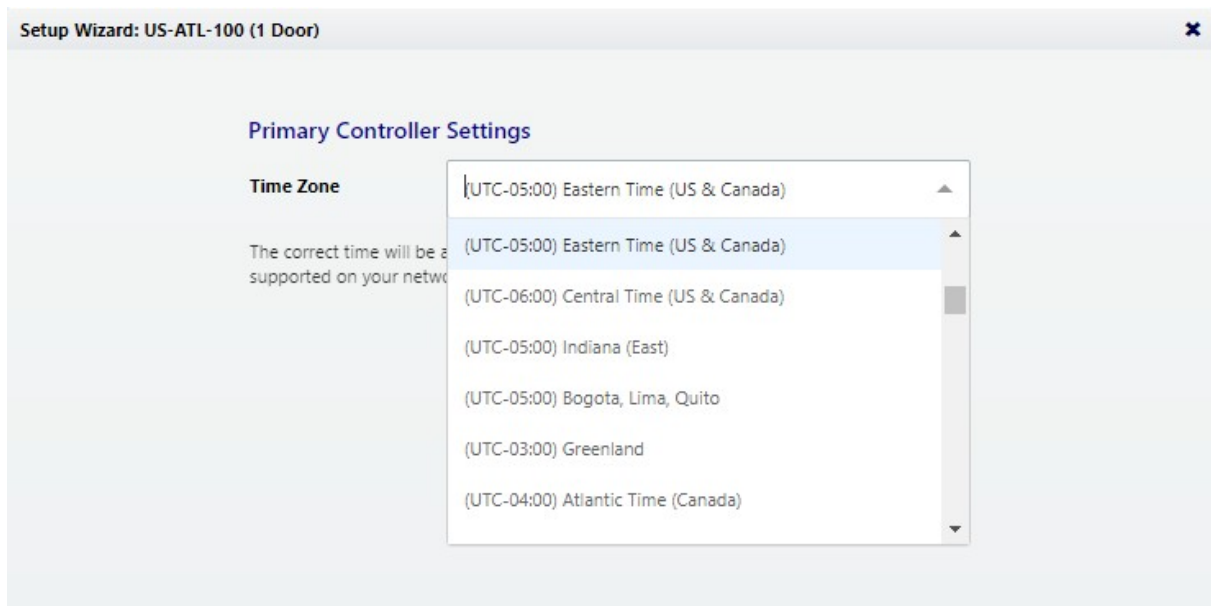 Setup Wizard: US-ATL-100 (1 Door)
Primary Controller Settings
Time Zone
(UTC-05:00) Eastern Time (US & Canada)
The correct time will be
supported on your
(UTC-05:00) Eastern Time (US & Canada)
(UTC-06:00) Central Time (US & Canada)
(UTC-05:00) Indiana (East)
(UTC-05:00) Bogota, Lima, Quito
(UTC-03:00) Greenland
(UTC-04:00) Atlantic Time (Canada)